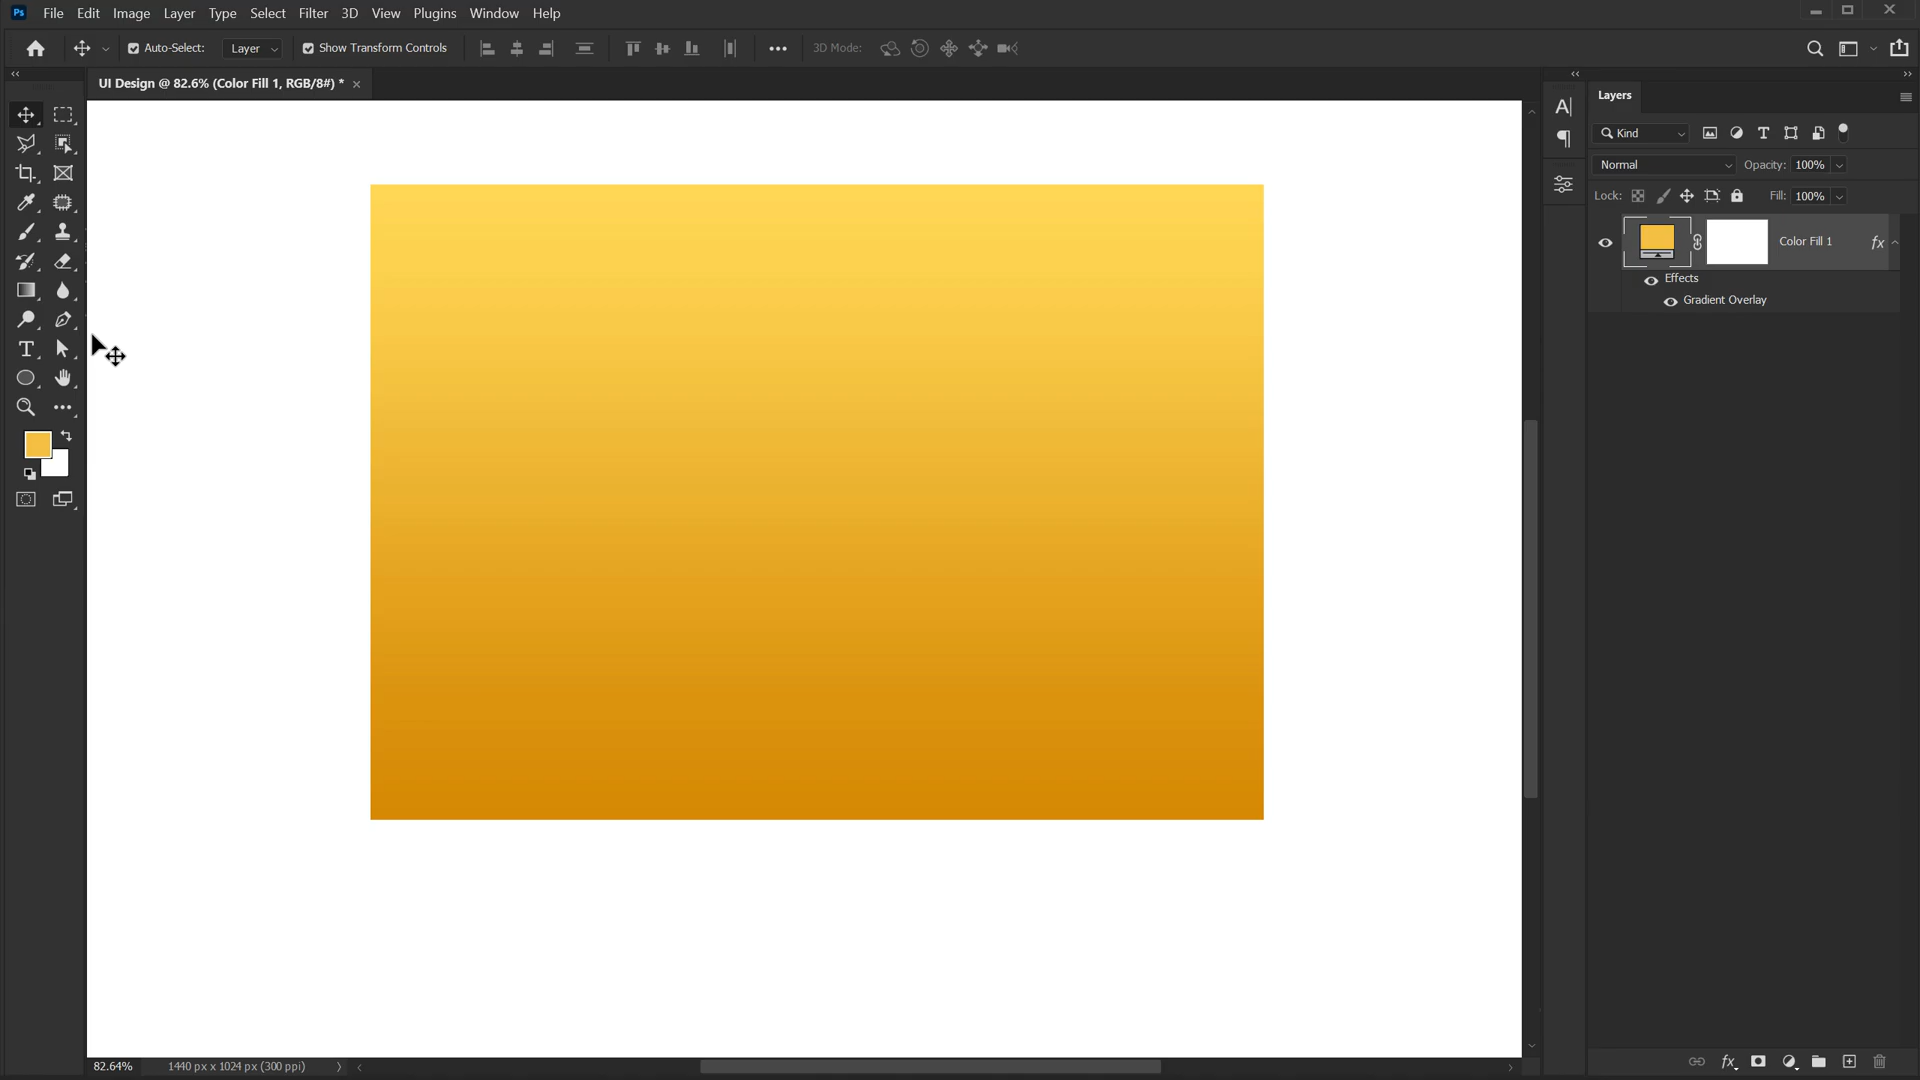 Ps File Edit Image Layer Type Select Filter 3D View Plugins Window Help
Auto-Select: Layer Show Transform Controls 3D Mode:
UI Design @ 82.6% (Color Fill 1, RGB/8#) *
Layers
Kind
Normal Opacity: 100%
Lock: Fill: 100%
Color Fill 1 fx
Effects
Gradient Overlay
82.64% 1440 px x 1024 px (300 ppi)
fx